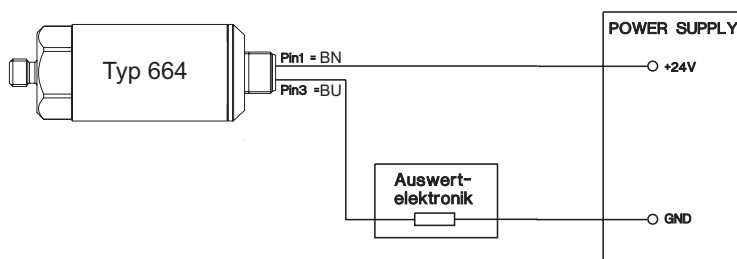 POWER SUPPLY
Typ 664
Pin1 = BN
+24V
Pin3 =BU
Auswert-
elektronik
GND